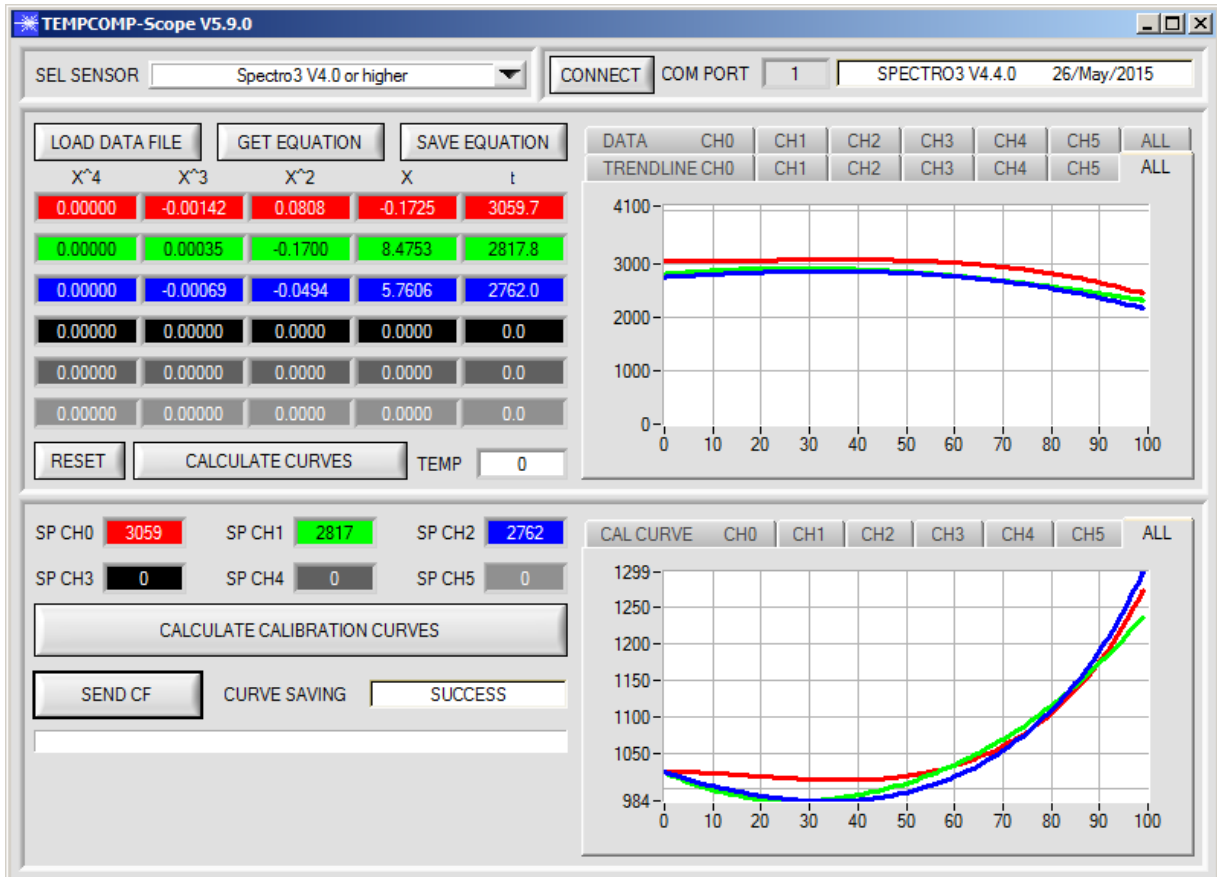 TEMPCOMP-Scope V5.9.0
SEL SENSOR Spectro3 V4.0 or higher CONNECT COM PORT 1 SPECTRO3 V4.4.0 26/May/2015
LOAD DATA FILE GET EQUATION SAVE EQUATION
X^4 X^3 X^2 X t
0.00000 -0.00142 0.0808 -0.1725 3059.7
0.00000 0.00035 -0.1700 8.4753 2817.8
0.00000 -0.00069 -0.0494 5.7606 2762.0
0.00000 0.00000 0.0000 0.0000 0.0
0.00000 0.00000 0.0000 0.0000 0.0
0.00000 0.00000 0.0000 0.0000 0.0
RESET CALCULATE CURVES TEMP 0
DATA CH0 CH1 CH2 CH3 CH4 CH5 ALL
TRENDLINE CH0 CH1 CH2 CH3 CH4 CH5 ALL
4100
3000
2000
1000
0
0 10 20 30 40 50 60 70 80 90 100
SP CH0 3059 SP CH1 2817 SP CH2 2762
SP CH3 0 SP CH4 0 SP CH5 0
CALCULATE CALIBRATION CURVES
SEND CF CURVE SAVING SUCCESS
CAL CURVE CH0 CH1 CH2 CH3 CH4 CH5 ALL
1299
1250
1200
1150
1100
1050
984
0 10 20 30 40 50 60 70 80 90 100